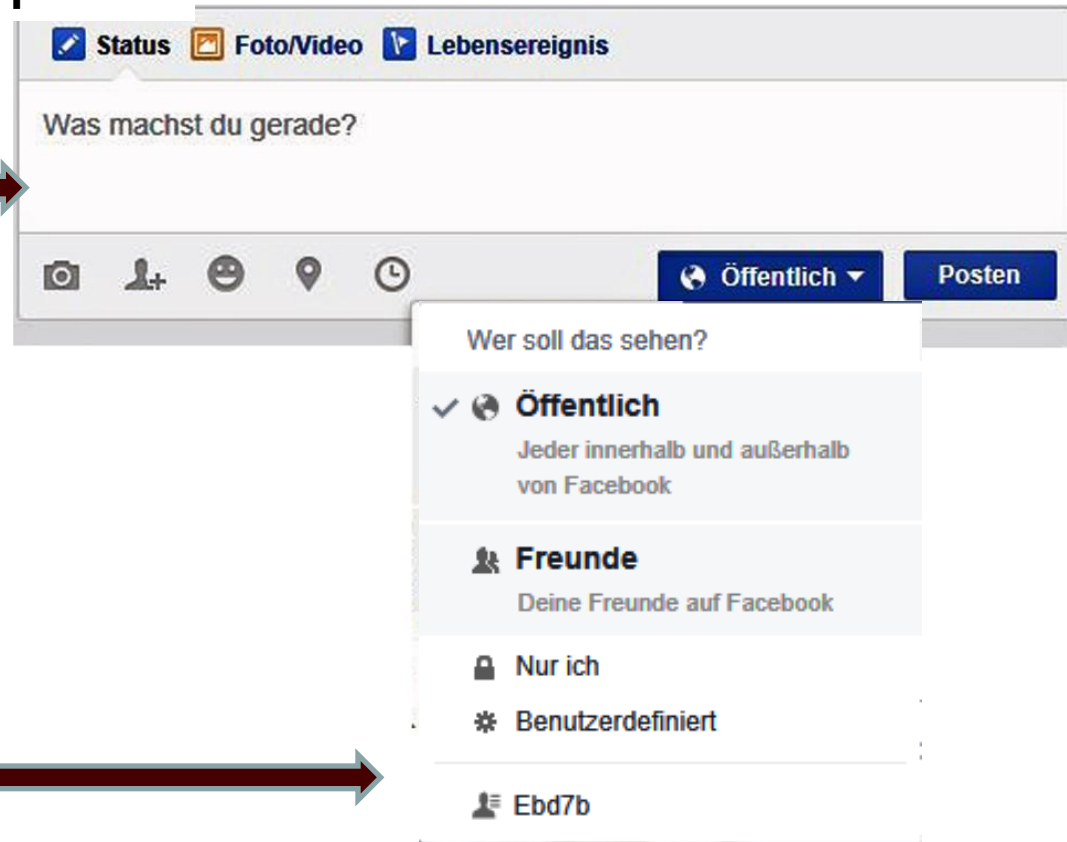 Status Foto/Video Lebensereignis
Was machst du gerade?
Öffentlich Posten
Wer soll das sehen?
Öffentlich
Jeder innerhalb und außerhalb
von Facebook
Freunde
Deine Freunde auf Facebook
Nur ich
Benutzerdefiniert
Ebd7b